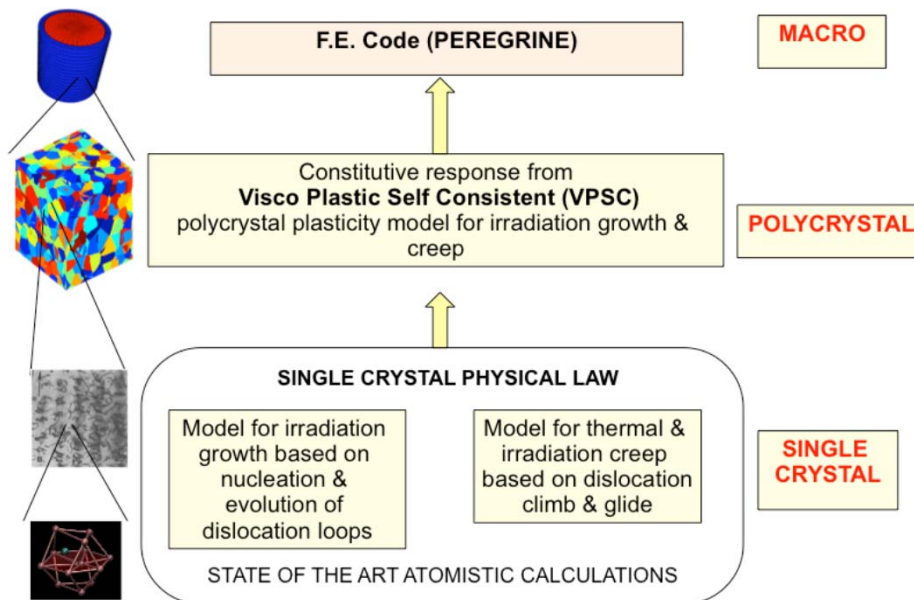 F.E. Code (PEREGRINE)
MACRO
Constitutive response from
Visco Plastic Self Consistent (VPSC)
polycrystal plasticity model for irradiation growth &
creep
POLYCRYSTAL
SINGLE CRYSTAL PHYSICAL LAW
Model for irradiation
growth based on
nucleation &
evolution of
dislocation loops
Model for thermal &
irradiation creep
based on dislocation
climb & glide
SINGLE
CRYSTAL
STATE OF THE ART ATOMISTIC CALCULATIONS